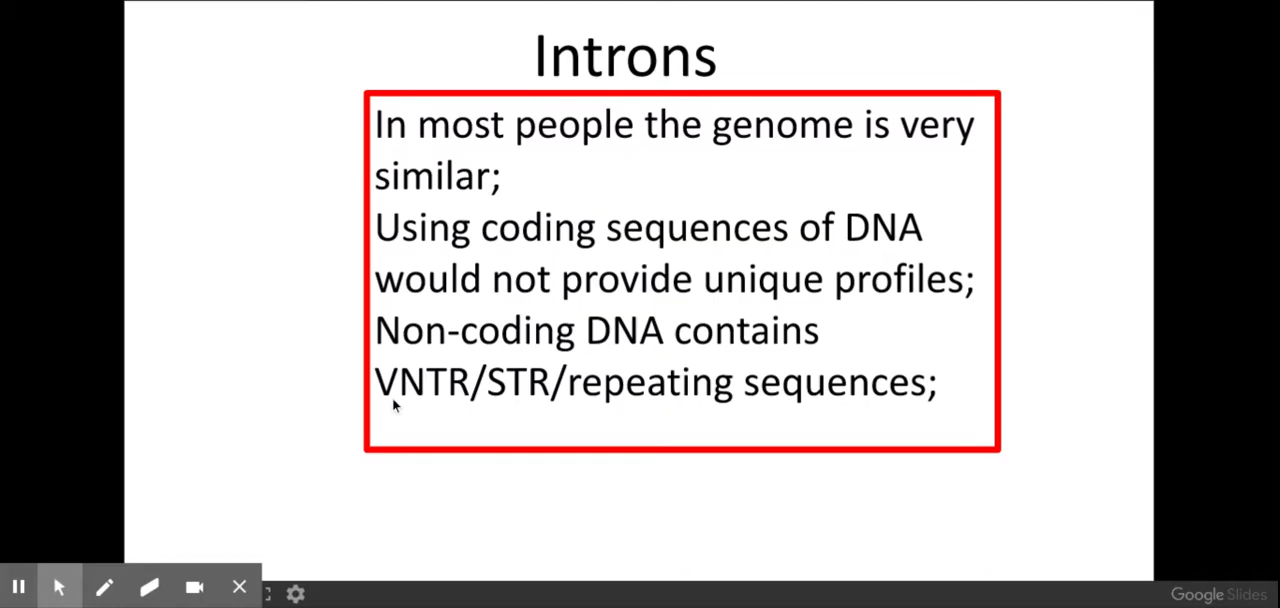 Introns
In most people the genome is very
similar;
Using coding sequences of DNA
would not provide unique profiles;
Non-coding DNA contains
VNTR/STR/repeating sequences;
Google Slides